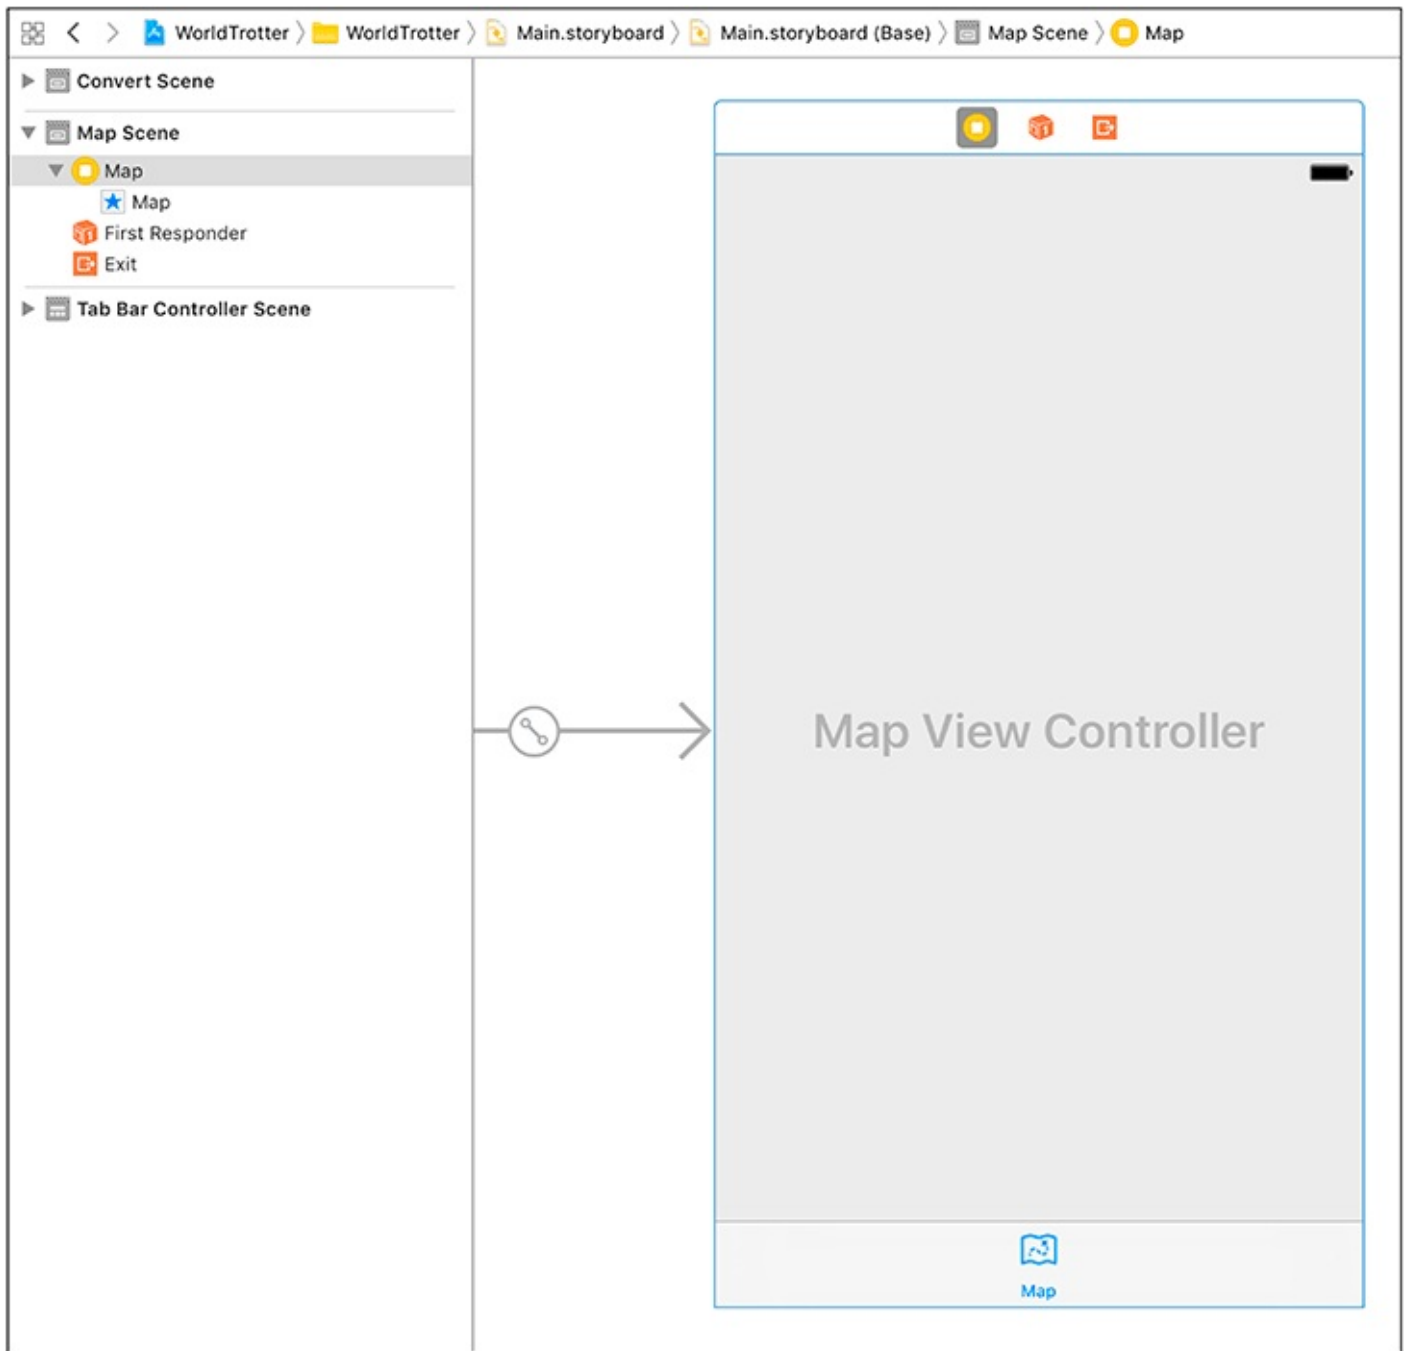 WorldTrotter WorldTrotter Main.storyboard Main.storyboard (Base) Map Scene Map
Convert Scene
Map Scene
Map
Map
First Responder
Exit
Tab Bar Controller Scene
Map View Controller
Map